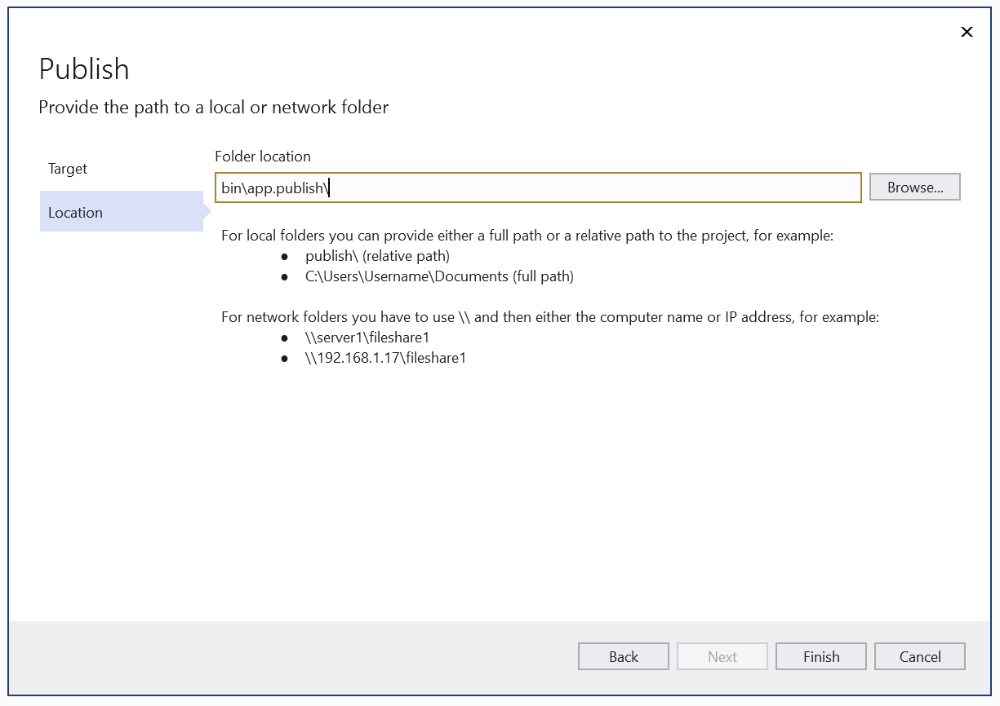 Publish
Provide the path to a local or network folder
Target
Location
Folder location
bin\app.publish\
Browse...
For local folders you can provide either a full path or a relative path to the project, for example:
● publish\ (relative path)
● C:\Users\Username\Documents (full path)
For network folders you have to use \\ and then either the computer name or IP address, for example:
● \\server1\fileshare1
● \\192.168.1.17\fileshare1
Back
Next
Finish
Cancel